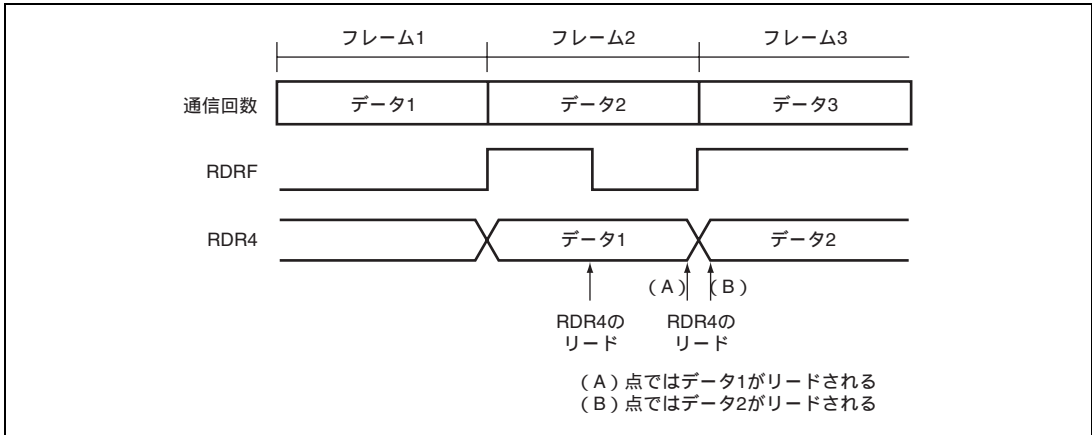 フレーム1 フレーム2 フレーム3
通信回数 データ1 データ2 データ3
RDRF
RDR4 データ1 データ2
(A) (B)
RDR4の RDR4の
リード リード
(A)点ではデータ1がリードされる
(B)点ではデータ2がリードされる